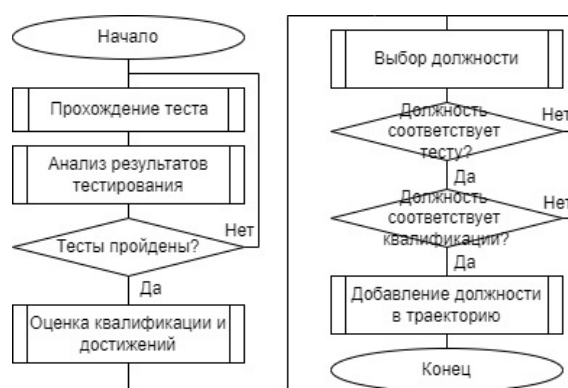 Начало
Прохождение теста
Анализ результатов
тестирования
Тесты пройдены?
Нет
Да
Оценка квалификации и
достижений
Выбор должности
Должность
соответствует
тесту?
Нет
Да
Должность
соответствует
квалификации?
Нет
Да
Добавление должности
в траекторию
Конец